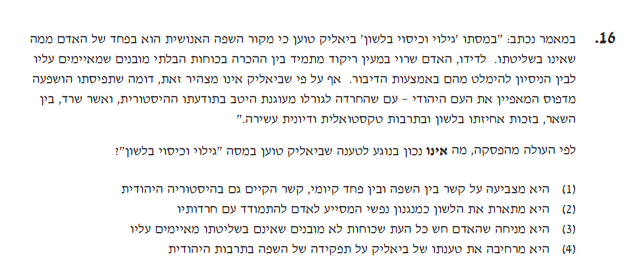 16. במאמר נכתב: "במסתו 'גילוי וכיסוי בלשון' ביאליק טוען כי מקור השפה האנושית הוא בפחד של האדם ממה
שאינו בשליטתו. לדידו, האדם שרוי במעין ריקוד מתמיד בין ההכרה בכוחות הבלתי מובנים שמאיימים עליו
לבין הניסיון להימלט מהם באמצעות הדיבור. אף על פי שביאליק אינו מצהיר זאת, דומה שתפיסתו הושפעה
מדפוס המאפיין את העם היהודי – עם שהחרדה לגורלו מעוגנת היטב בתודעתו ההיסטורית, ואשר שרד, בין
השאר, בזכות אחיזתו בלשון ובתרבות טקסטואלית ודיונית עשירה."
לפי העולה מהפסקה, מה אינו נכון בנוגע לטענה שביאליק טוען במסה "גילוי וכיסוי בלשון"?
(1) היא מצביעה על קשר בין השפה ובין פחד קיומי, קשר הקיים גם בהיסטוריה היהודית
(2) היא מתארת את הלשון כמנגנון נפשי המסייע לאדם להתמודד עם חרדותיו
(3) היא מניחה שהאדם חש כל העת שכוחות לא מובנים שאינם בשליטתו מאיימים עליו
(4) היא מרחיבה את טענתו של ביאליק על תפקידה של השפה בתרבות היהודית